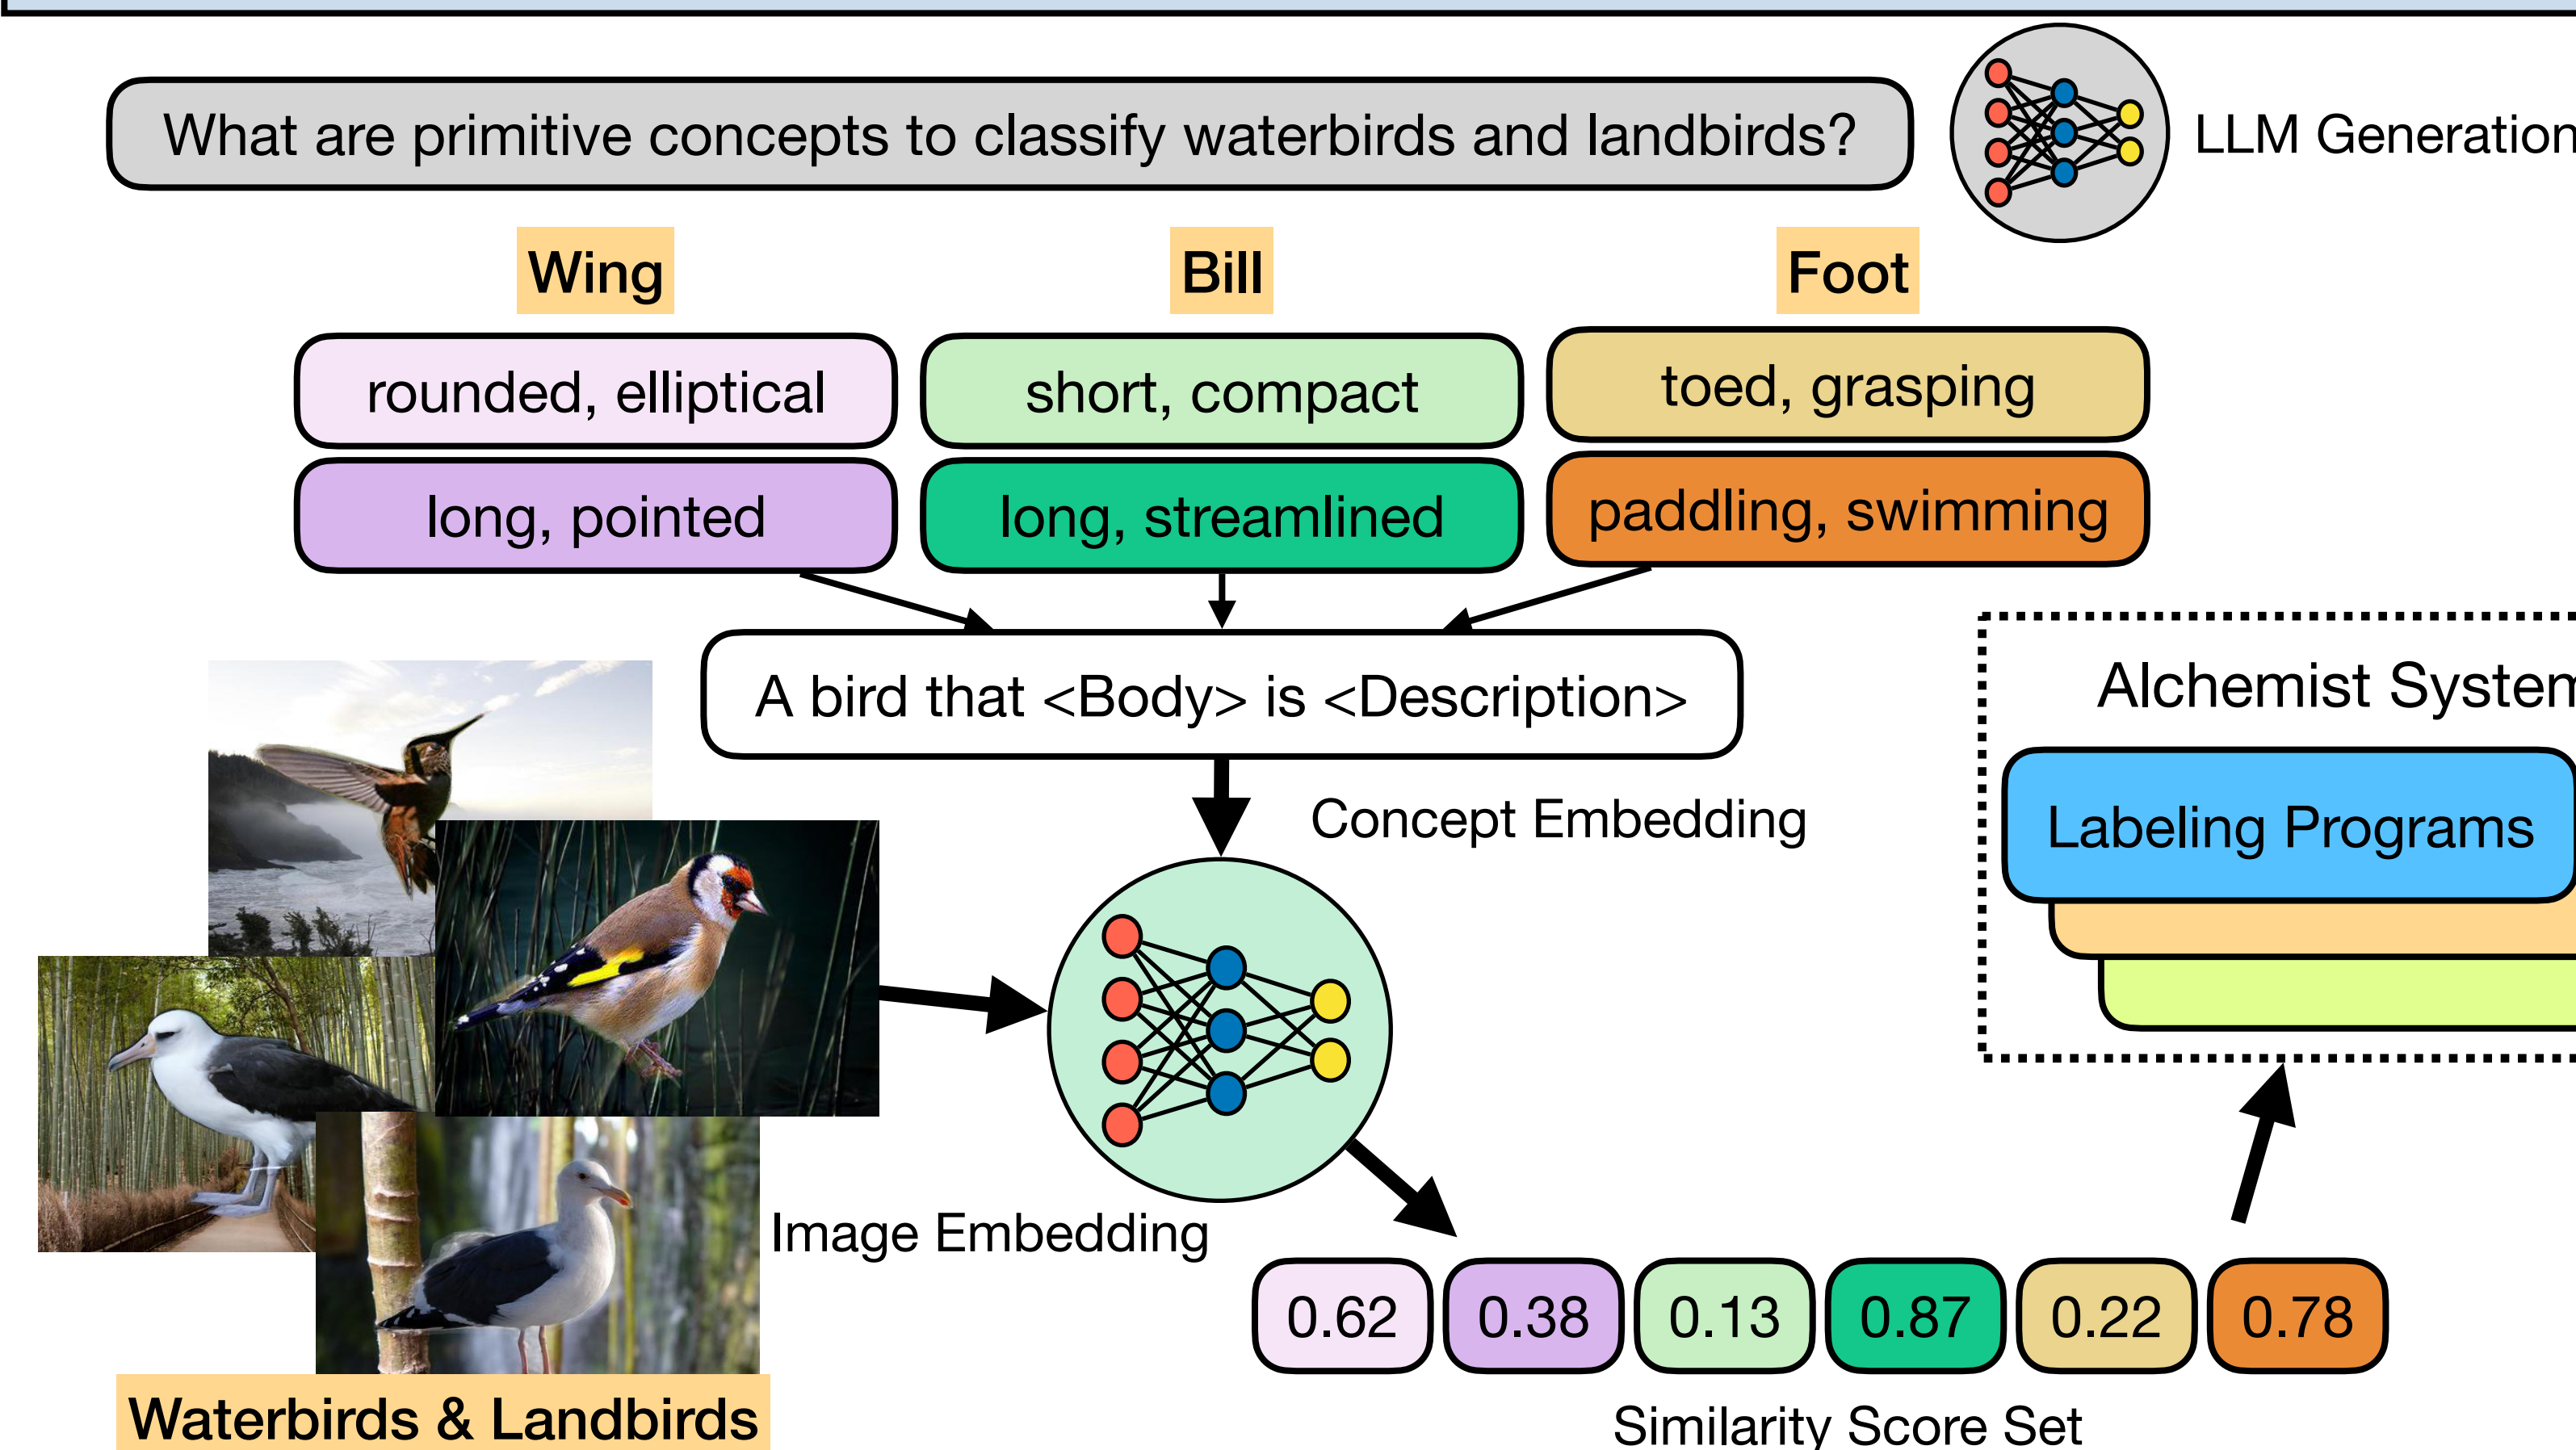 What are primitive concepts to classify waterbirds and landbirds?
LLM Generation
Wing
Bill
Foot
rounded, elliptical
short, compact
toed, grasping
long, pointed
long, streamlined
paddling, swimming
A bird that <Body> is <Description>
Alchemist System
Concept Embedding
Labeling Programs
Image Embedding
0.62
0.38
0.13
0.87
0.22
0.78
Waterbirds & Landbirds
Similarity Score Set